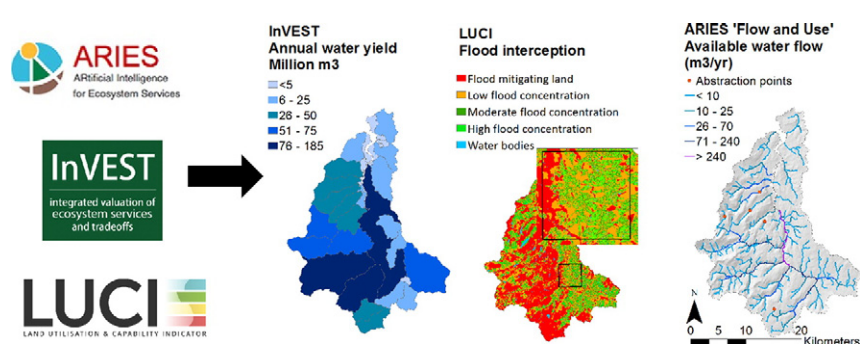 ARIES
ARtificial Intelligence
for Ecosystem Services
InVEST
integrated valuation of
ecosystem services
and tradeoffs
LUCI
LAND UTILISATION & CAPABILITY INDICATOR
InVEST
Annual water yield
Million m3
<5
6 - 25
26 - 50
51 - 75
76 - 185
LUCI
Flood interception
Flood mitigating land
Low flood concentration
Moderate flood concentration
High flood concentration
Water bodies
ARIES 'Flow and Use'
Available water flow
(m3/yr)
Abstraction points
< 10
10 - 25
26 - 70
71 - 240
> 240
N
0 5 10 20
Kilometers